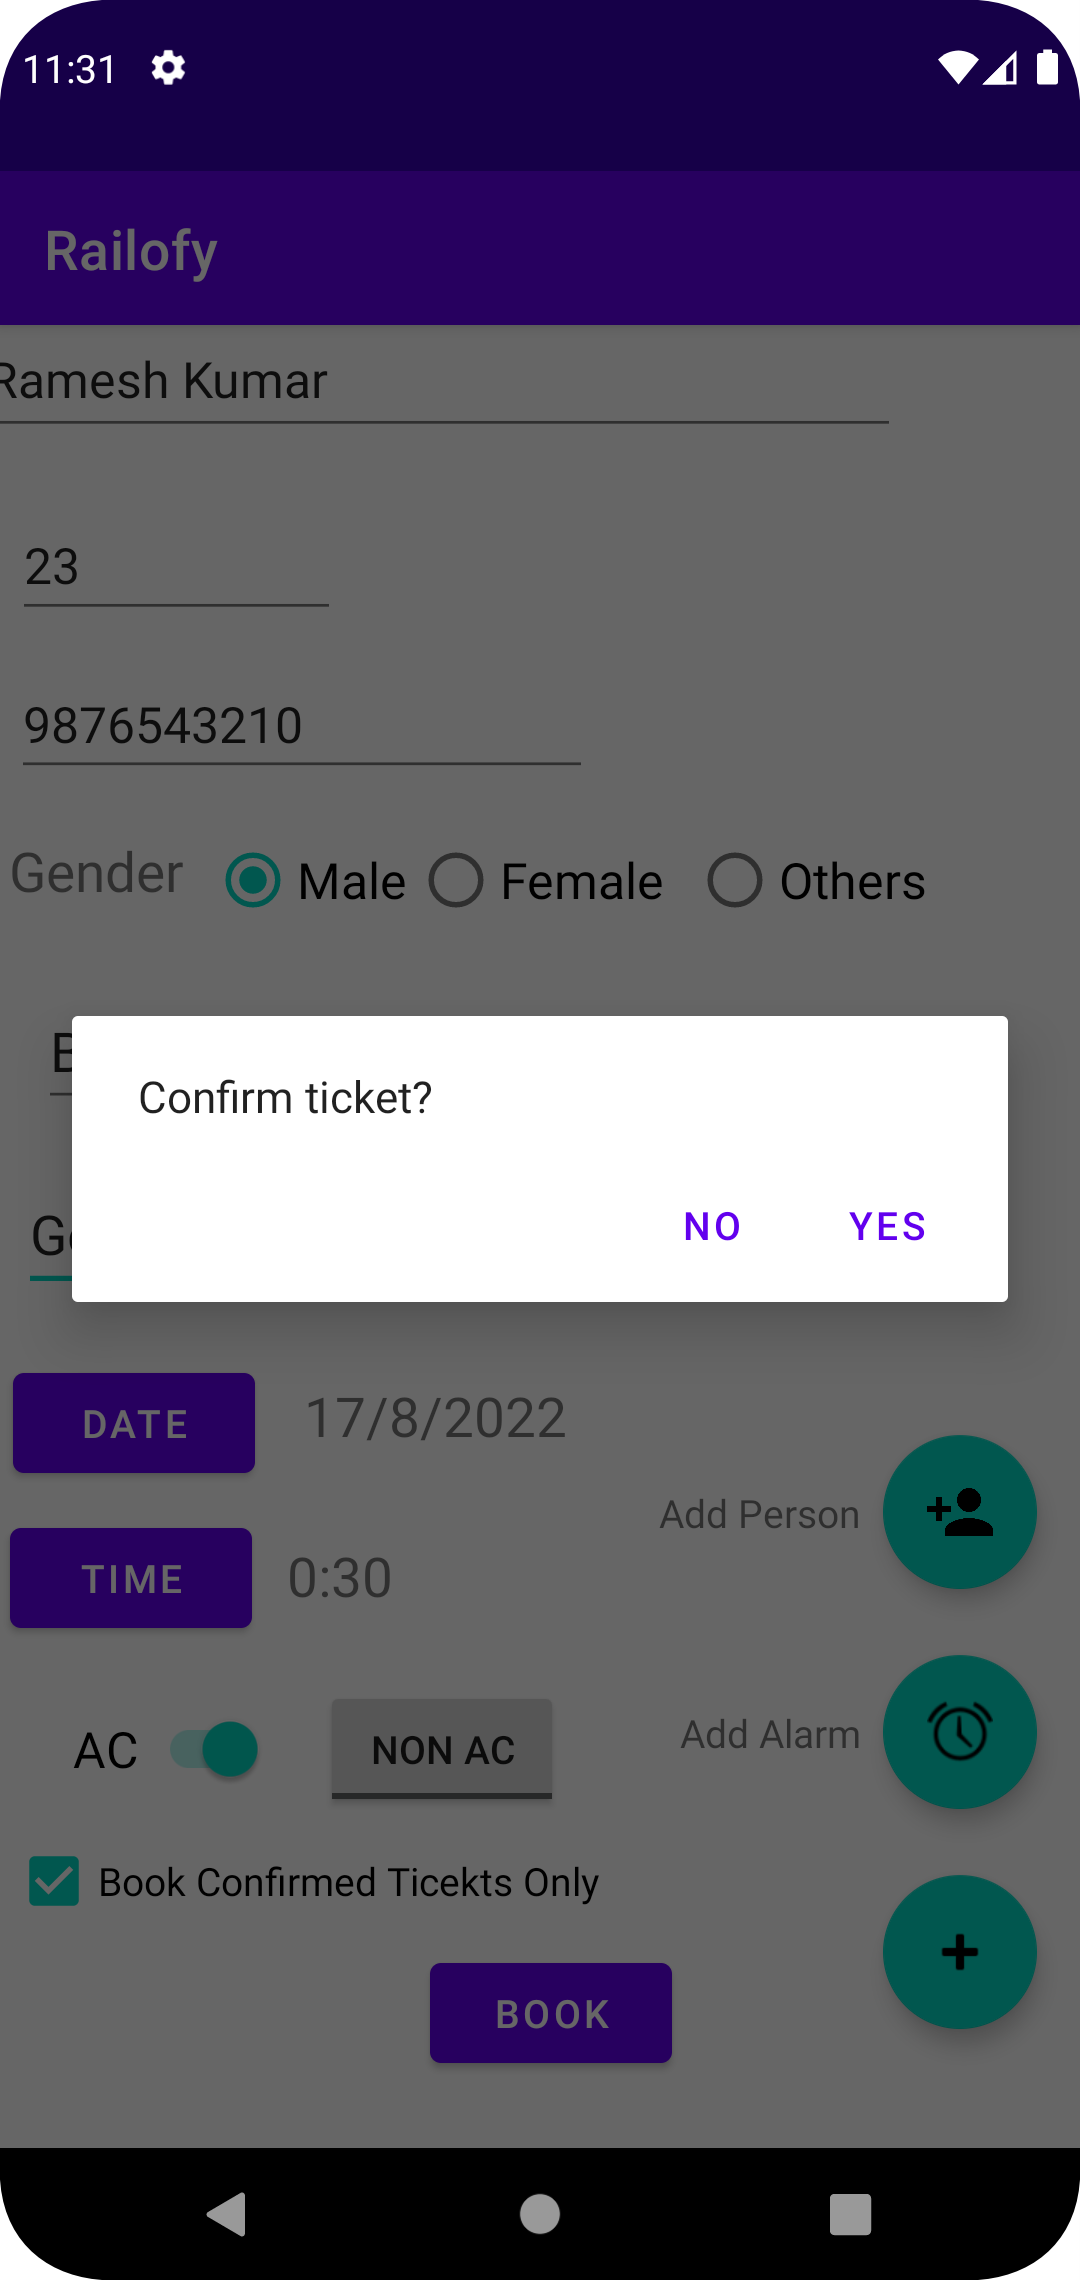 11:31
Railofy
Ramesh Kumar
23
9876543210
Gender Male Female Others
Confirm ticket?
NO YES
DATE 17/8/2022
Add Person
TIME 0:30
AC NON AC Add Alarm
Book Confirmed Ticekts Only
BOOK